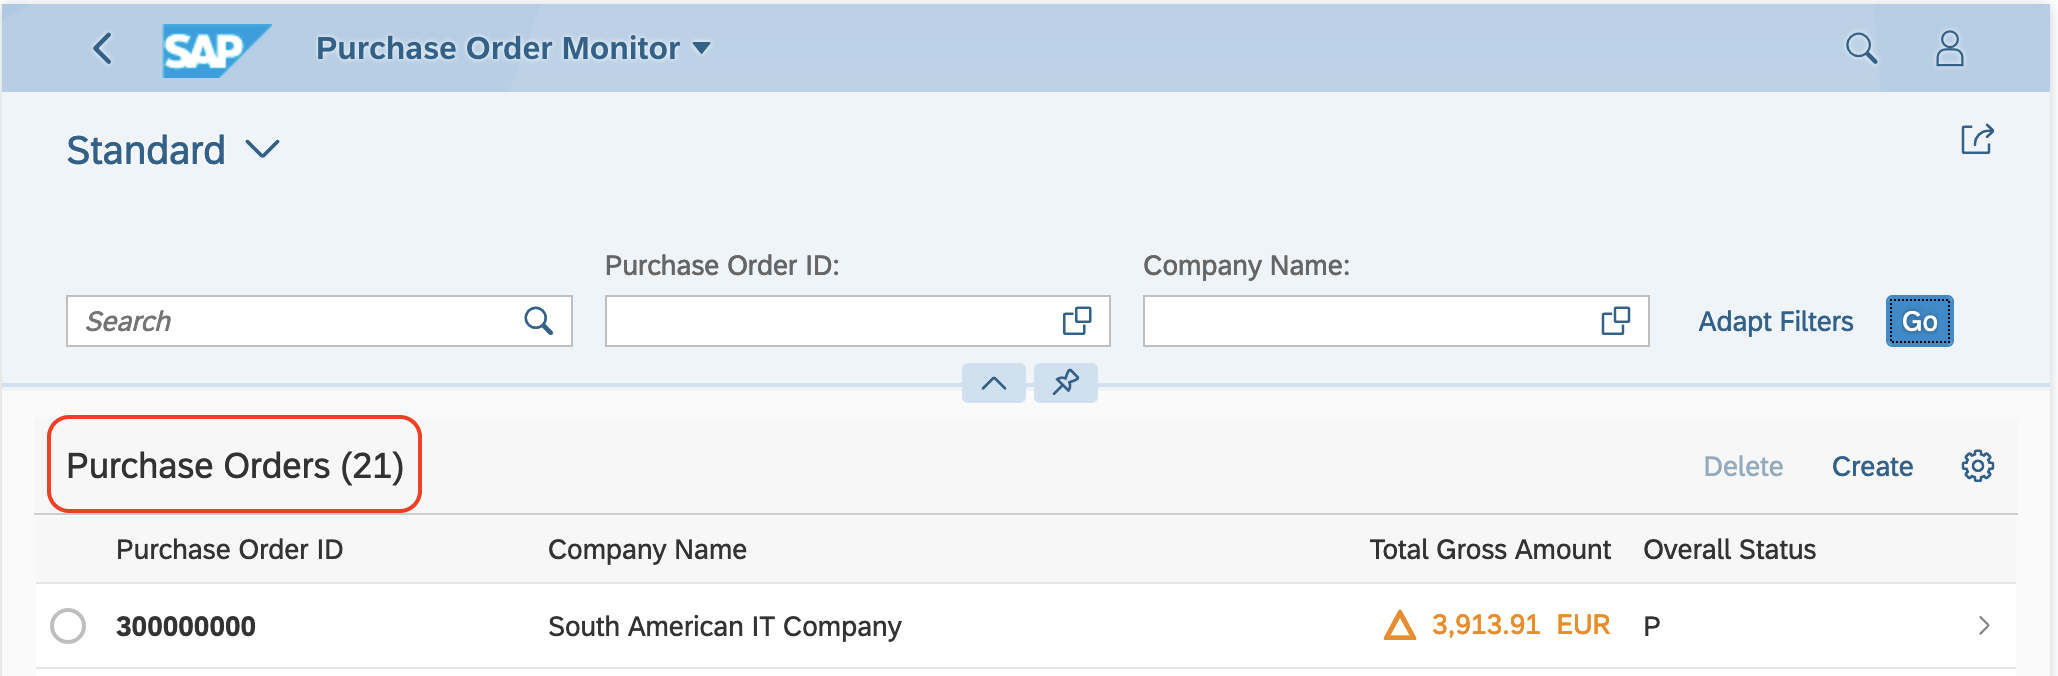 SAP Purchase Order Monitor
Standard
Purchase Order ID: Company Name:
Search Adapt Filters Go
Purchase Orders (21) Delete Create
Purchase Order ID Company Name Total Gross Amount Overall Status
300000000 South American IT Company 3,913.91 EUR P